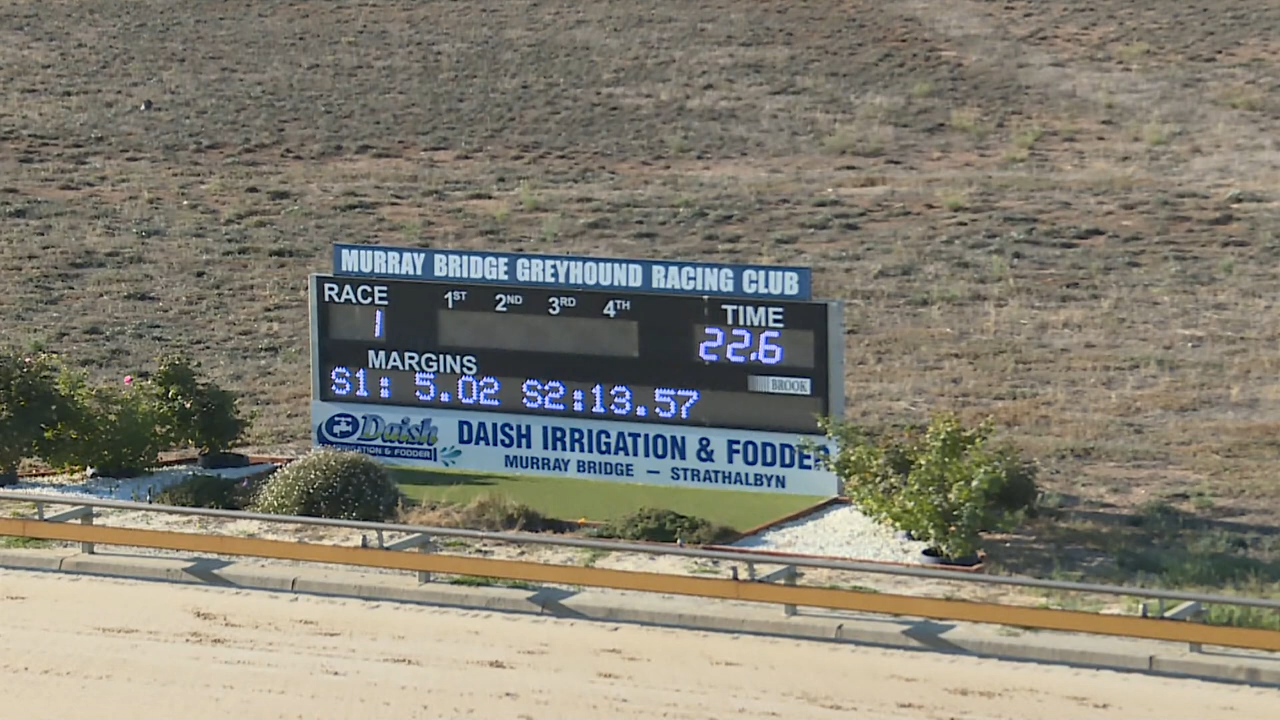 MURRAY BRIDGE GREYHOUND RACING CLUB
RACE 1ST 2ND 3RD 4TH TIME
1 22.6
MARGINS
BROOK
S1: 5.02 S2:13.57
Daish
IRRIGATION & FODDER
DAISH IRRIGATION & FODDER
MURRAY BRIDGE — STRATHALBYN